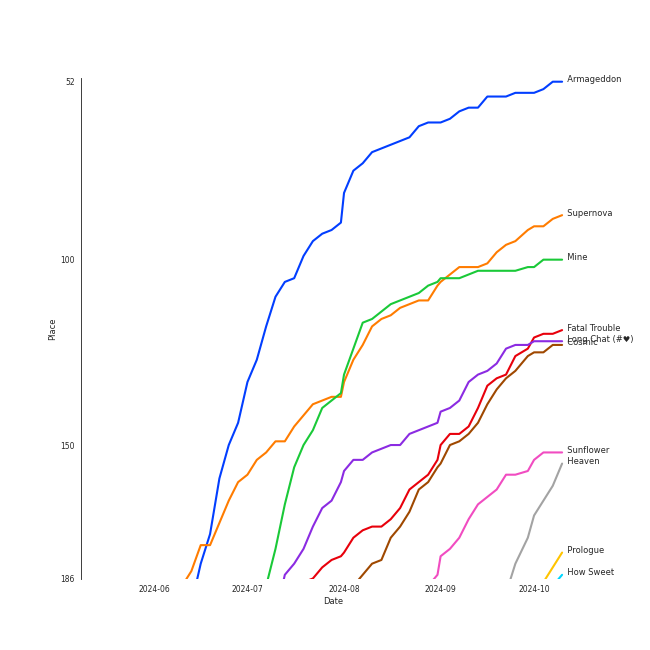 52
Armageddon
Supernova
100
Mine
Place
Fatal Trouble
Long Chat (#♥)
Cosmic
150
Sunflower
Heaven
Prologue
How Sweet
186
2024-06 2024-07 2024-08 2024-09 2024-10
Date